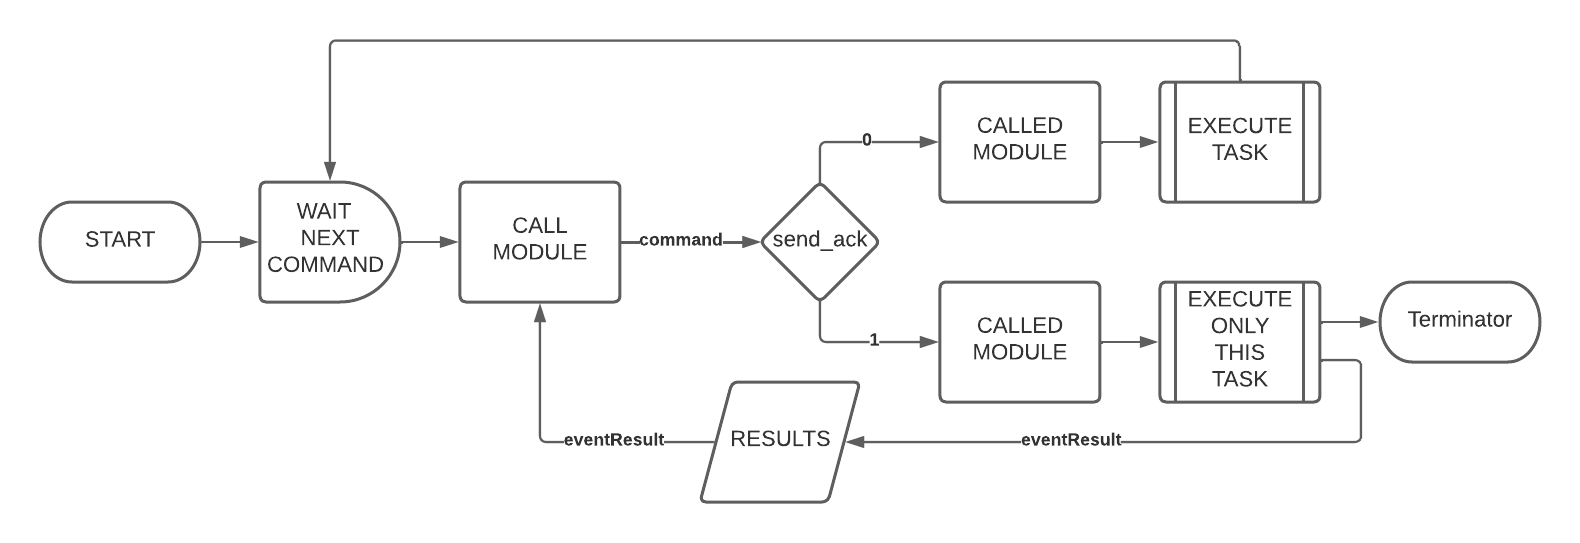 START
WAIT
NEXT
COMMAND
CALL
MODULE
command
send_ack
0
CALLED
MODULE
EXECUTE
TASK
1
CALLED
MODULE
EXECUTE
ONLY
THIS
TASK
Terminator
eventResult
RESULTS
eventResult